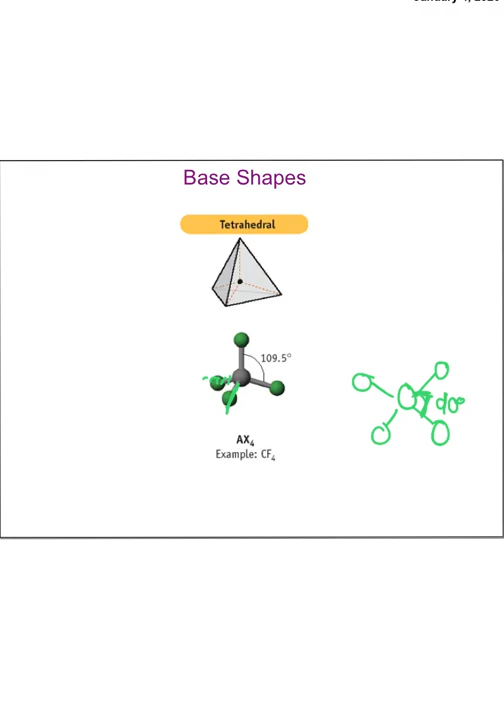 Base Shapes
Tetrahedral
109.5°
90°
AX₄
Example: CF₄